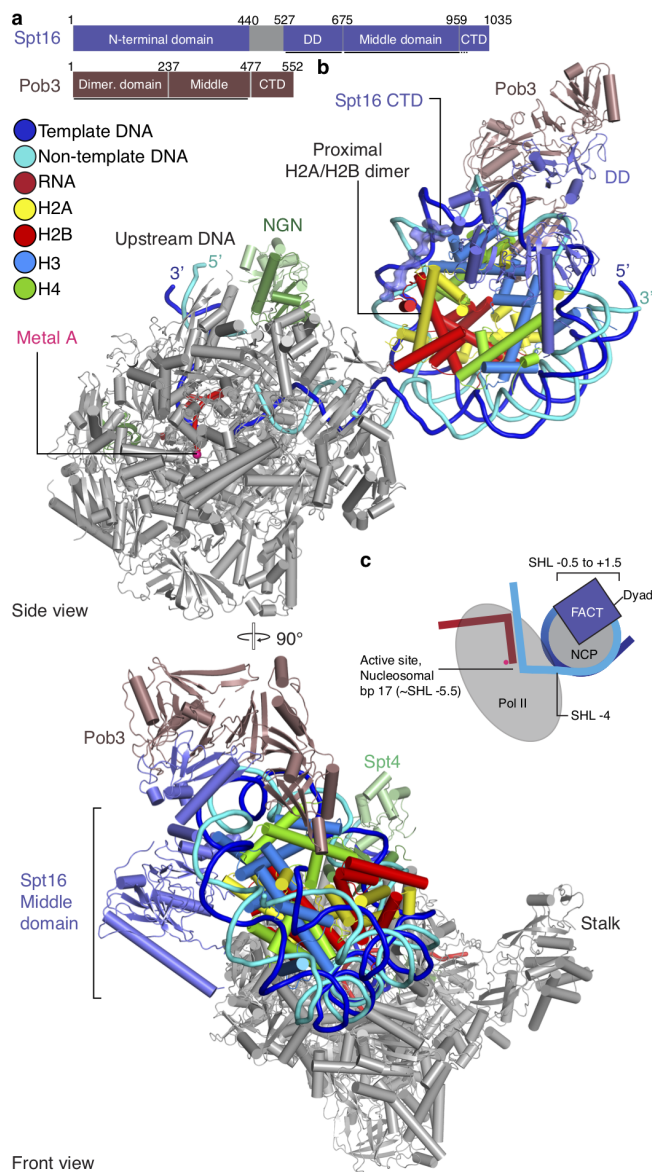 a
1 440 527 675 959 1035
Spt16 N-terminal domain DD Middle domain CTD
1 237 477 552
Pob3 Dimer. domain Middle CTD
b
Pob3
Spt16 CTD
DD
Proximal
H2A/H2B dimer
Template DNA
Non-template DNA
RNA
H2A
H2B
H3
H4
NGN
Upstream DNA
3′ 5′
5′
3′
Metal A
Side view
90°
c
SHL -0.5 to +1.5
Dyad
FACT
NCP
Active site,
Nucleosomal
bp 17 (~SHL -5.5)
Pol II
SHL -4
Pob3
Spt4
Spt16
Middle
domain
Stalk
Front view